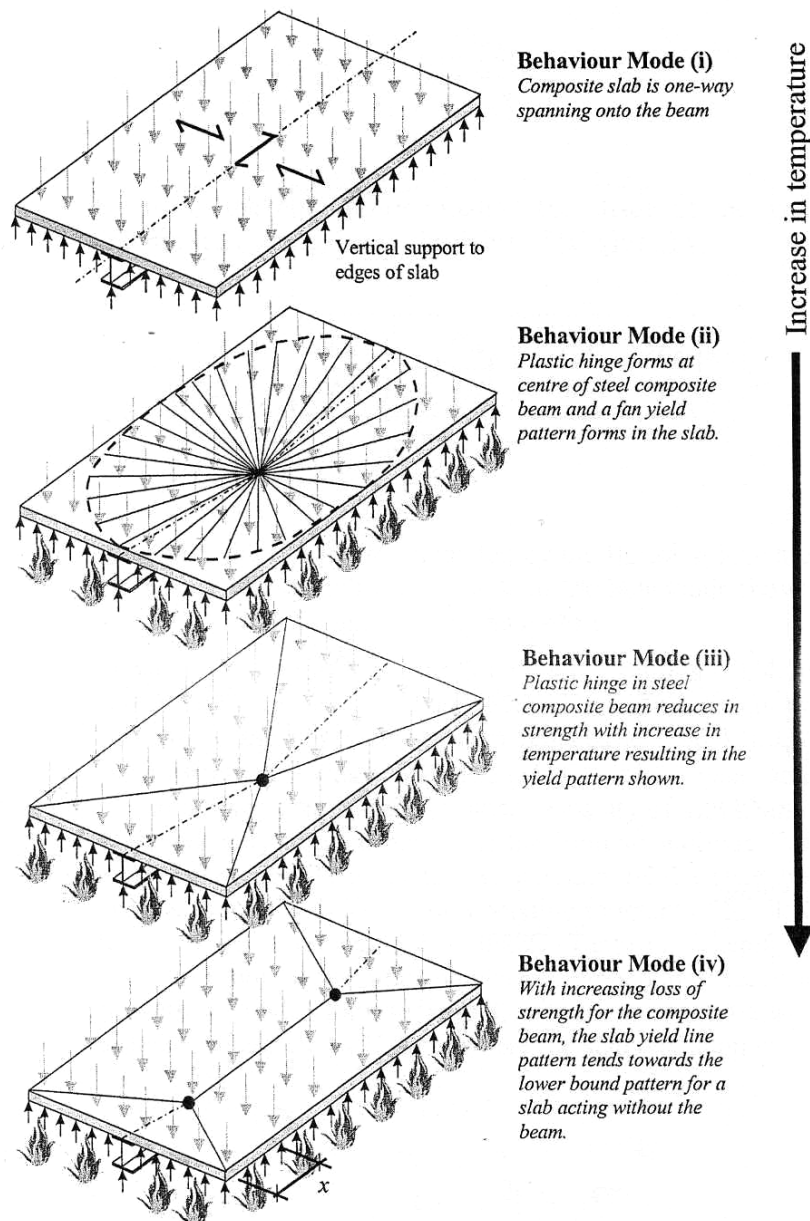 Behaviour Mode (i)
Composite slab is one-way
spanning onto the beam
Vertical support to
edges of slab
Behaviour Mode (ii)
Plastic hinge forms at
centre of steel composite
beam and a fan yield
pattern forms in the slab.
Behaviour Mode (iii)
Plastic hinge in steel
composite beam reduces in
strength with increase in
temperature resulting in the
yield pattern shown.
Behaviour Mode (iv)
With increasing loss of
strength for the composite
beam, the slab yield line
pattern tends towards the
lower bound pattern for a
slab acting without the
beam.
x
Increase in temperature